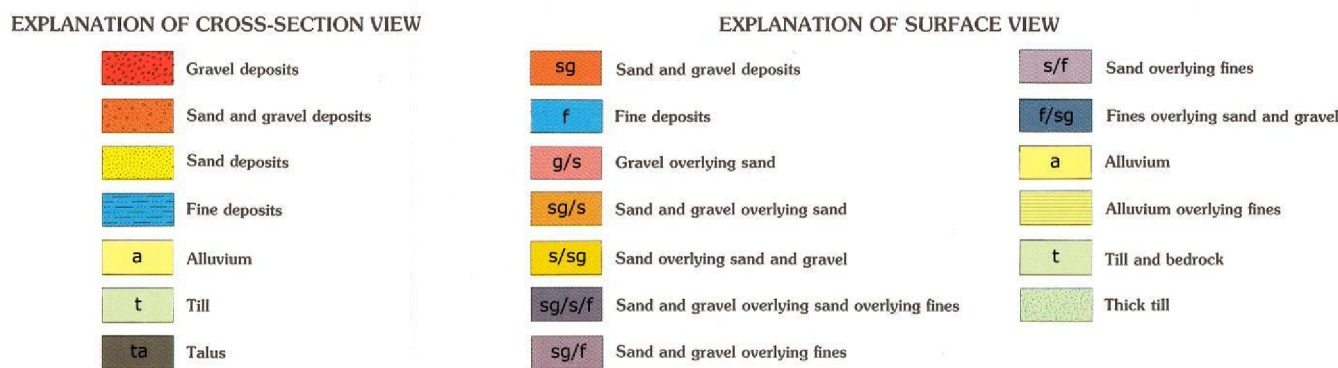 EXPLANATION OF CROSS-SECTION VIEW
Gravel deposits
Sand and gravel deposits
Sand deposits
Fine deposits
a Alluvium
t Till
ta Talus
EXPLANATION OF SURFACE VIEW
sg Sand and gravel deposits
f Fine deposits
g/s Gravel overlying sand
sg/s Sand and gravel overlying sand
s/sg Sand overlying sand and gravel
sg/s/f Sand and gravel overlying sand overlying fines
sg/f Sand and gravel overlying fines
s/f Sand overlying fines
f/sg Fines overlying sand and gravel
a Alluvium
Alluvium overlying fines
t Till and bedrock
Thick till